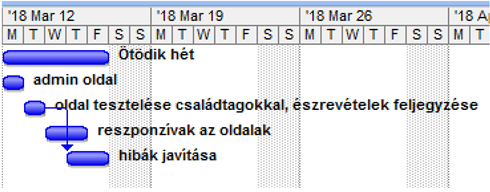 '18 Mar 12 '18 Mar 19 '18 Mar 26 '18 A
M T W T F S S M T W T F S S M T W T F S S M T
Ötödik hét
admin oldal
oldal tesztelése családtagokkal, észrevételek feljegyzése
reszponzívak az oldalak
hibák javítása